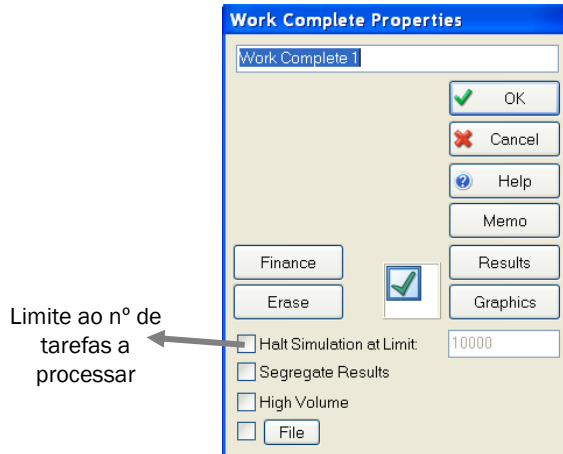 Work Complete Properties
Work Complete 1
OK
Cancel
Help
Memo
Finance
Results
Erase
Graphics
Limite ao nº de
tarefas a
processar
Halt Simulation at Limit:
10000
Segregate Results
High Volume
File